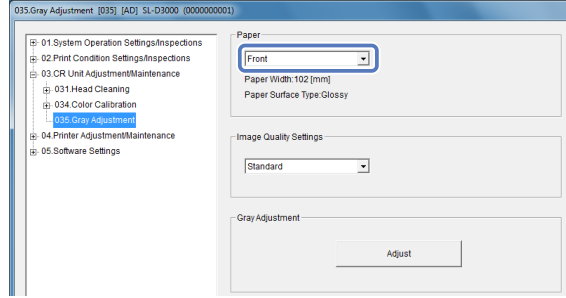 035.Gray Adjustment  [035]  [AD]  SL-D3000  (0000000001)
01.System Operation Settings/Inspections
02.Print Condition Settings/Inspections
03.CR Unit Adjustment/Maintenance
031.Head Cleaning
034.Color Calibration
035.Gray Adjustment
04.Printer Adjustment/Maintenance
05.Software Settings
Paper
Front
Paper Width:102 [mm]
Paper Surface Type:Glossy
Image Quality Settings
Standard
Gray Adjustment
Adjust